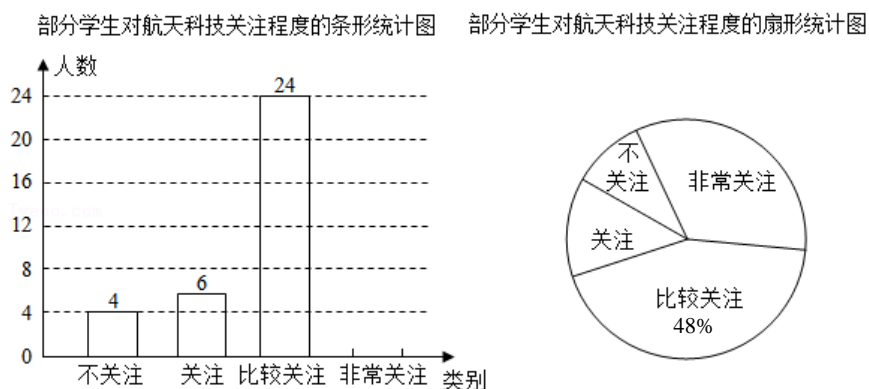 部分学生对航天科技关注程度的条形统计图
人数
24
20
16
12
8
4
0
4
6
24
不关注
关注
比较关注
非常关注
类别
部分学生对航天科技关注程度的扇形统计图
不
关注
非常关注
关注
比较关注
48%